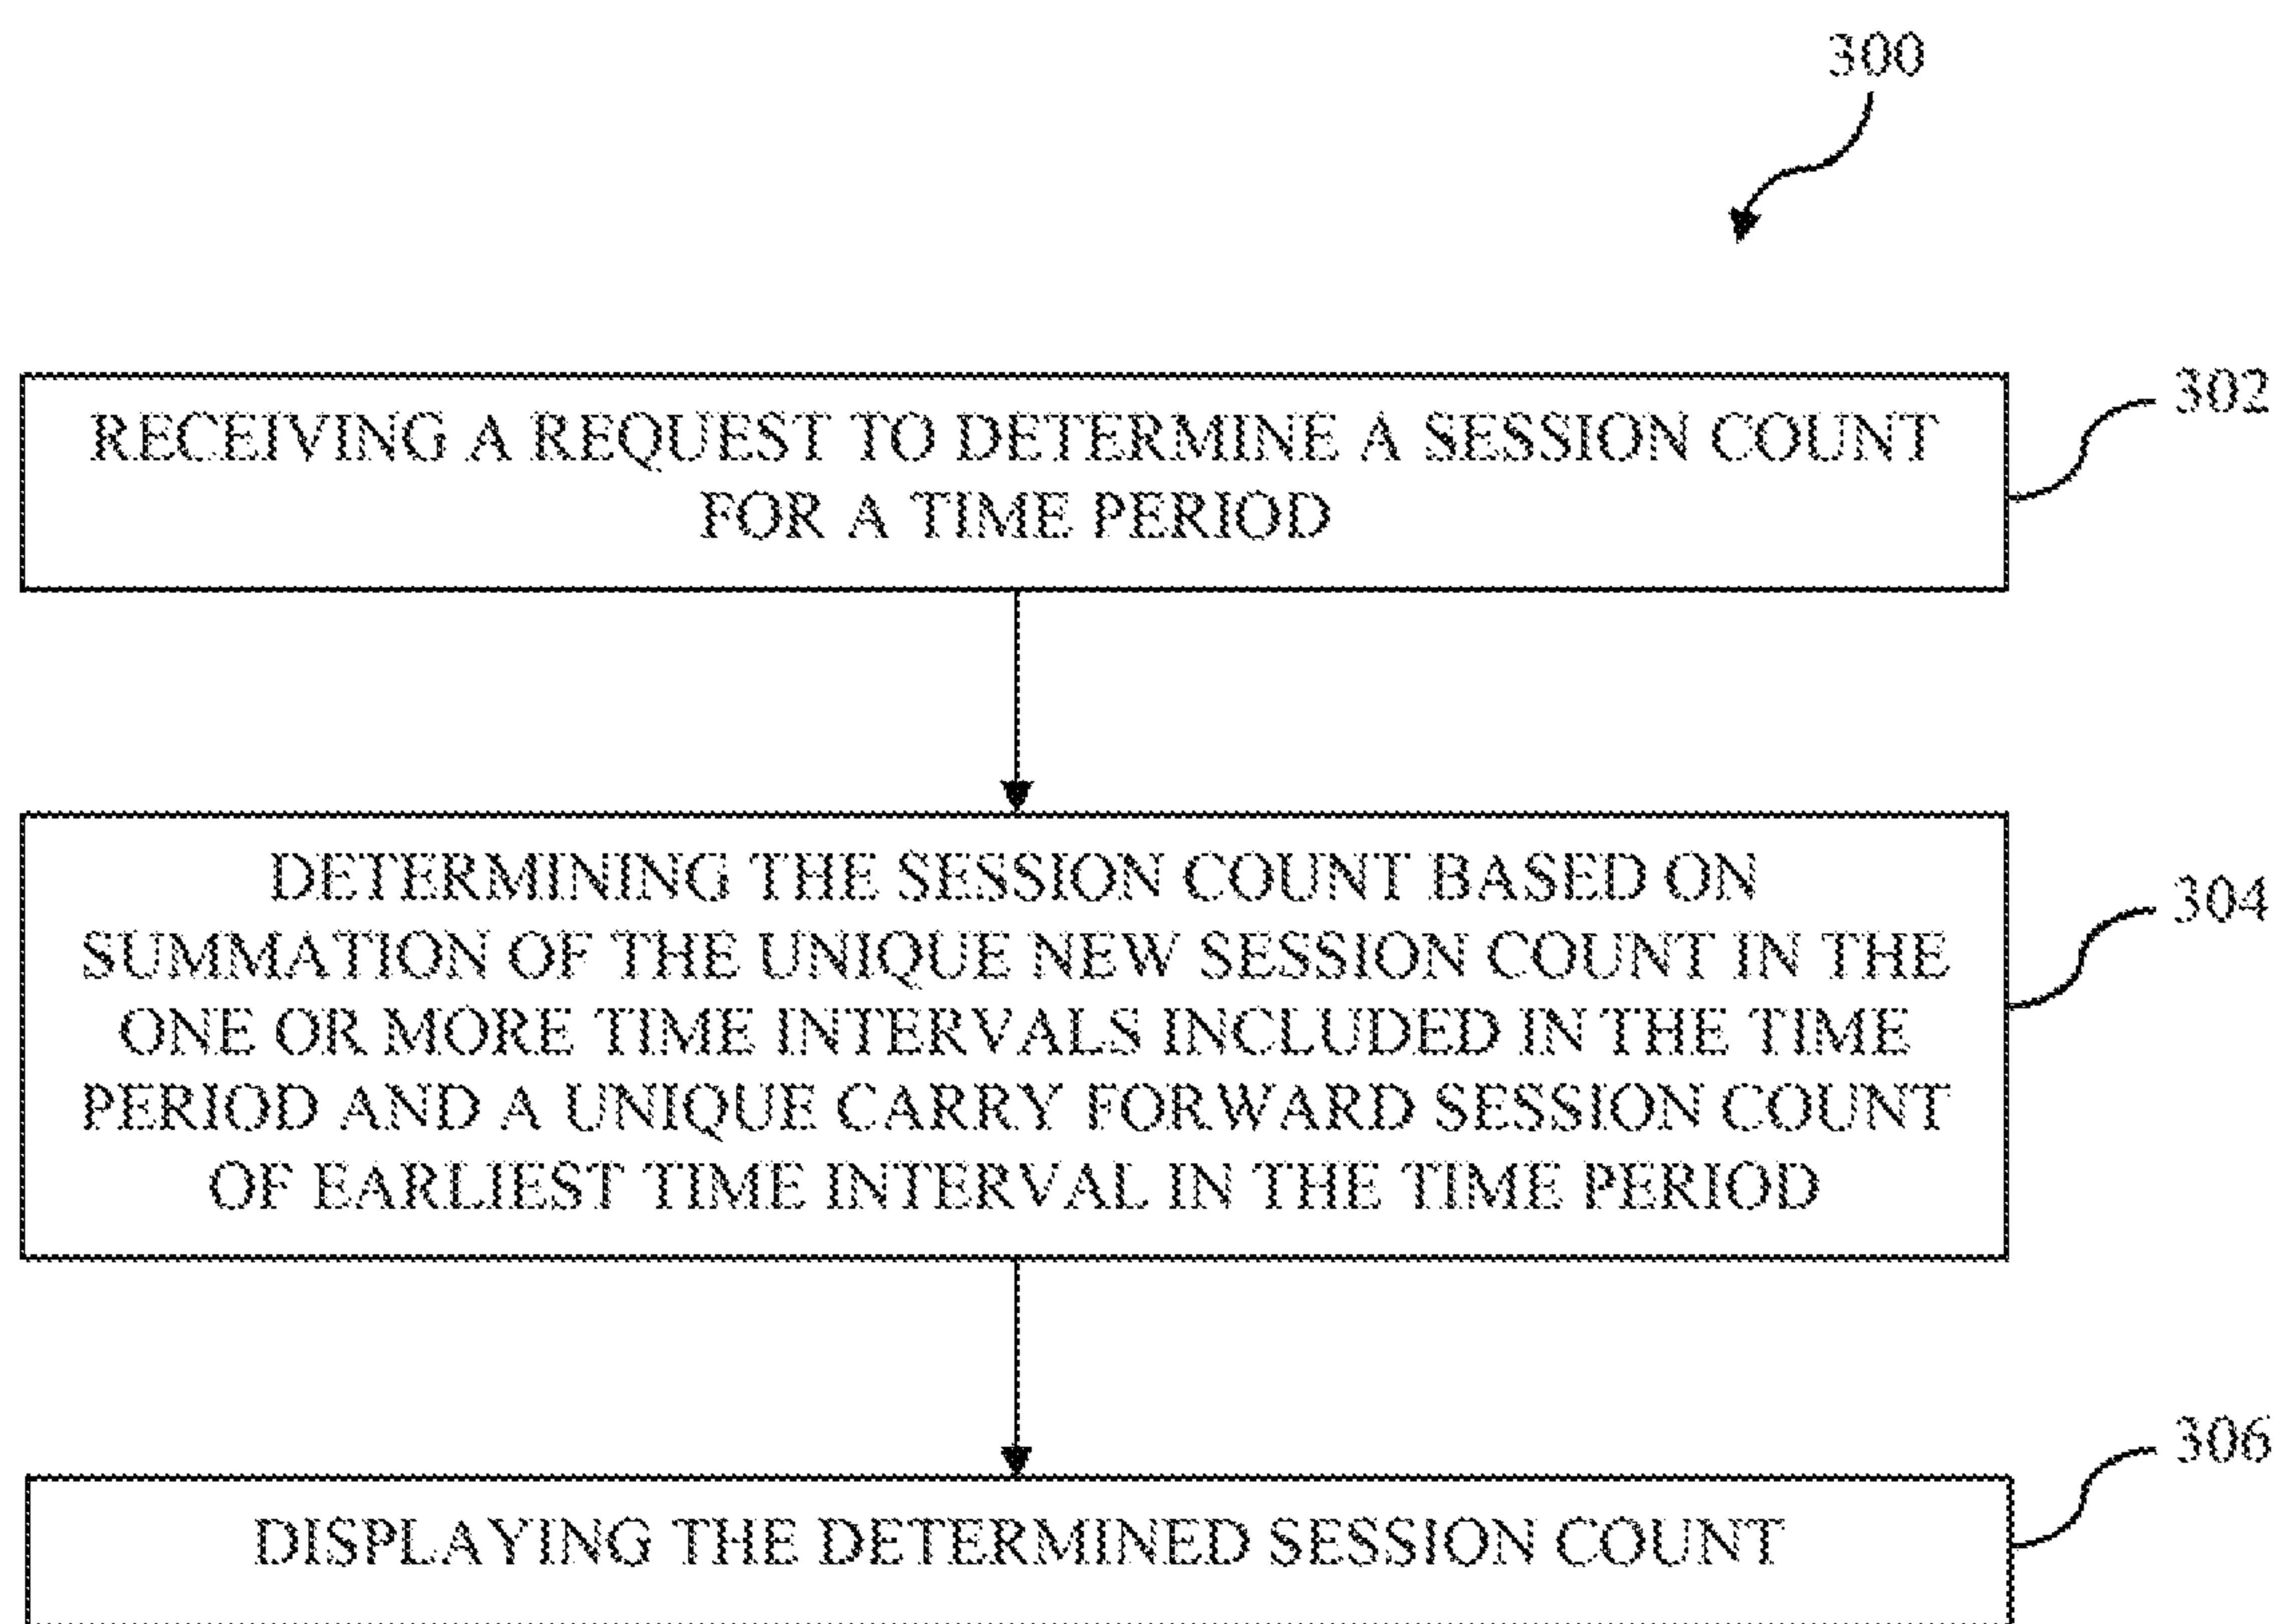 300
RECEIVING A REQUEST TO DETERMINE A SESSION COUNT
FOR A TIME PERIOD
302
DETERMINING THE SESSION COUNT BASED ON
SUMMATION OF THE UNIQUE NEW SESSION COUNT IN THE
ONE OR MORE TIME INTERVALS INCLUDED IN THE TIME
PERIOD AND A UNIQUE CARRY FORWARD SESSION COUNT
OF EARLIEST TIME INTERVAL IN THE TIME PERIOD
304
DISPLAYING THE DETERMINED SESSION COUNT
306